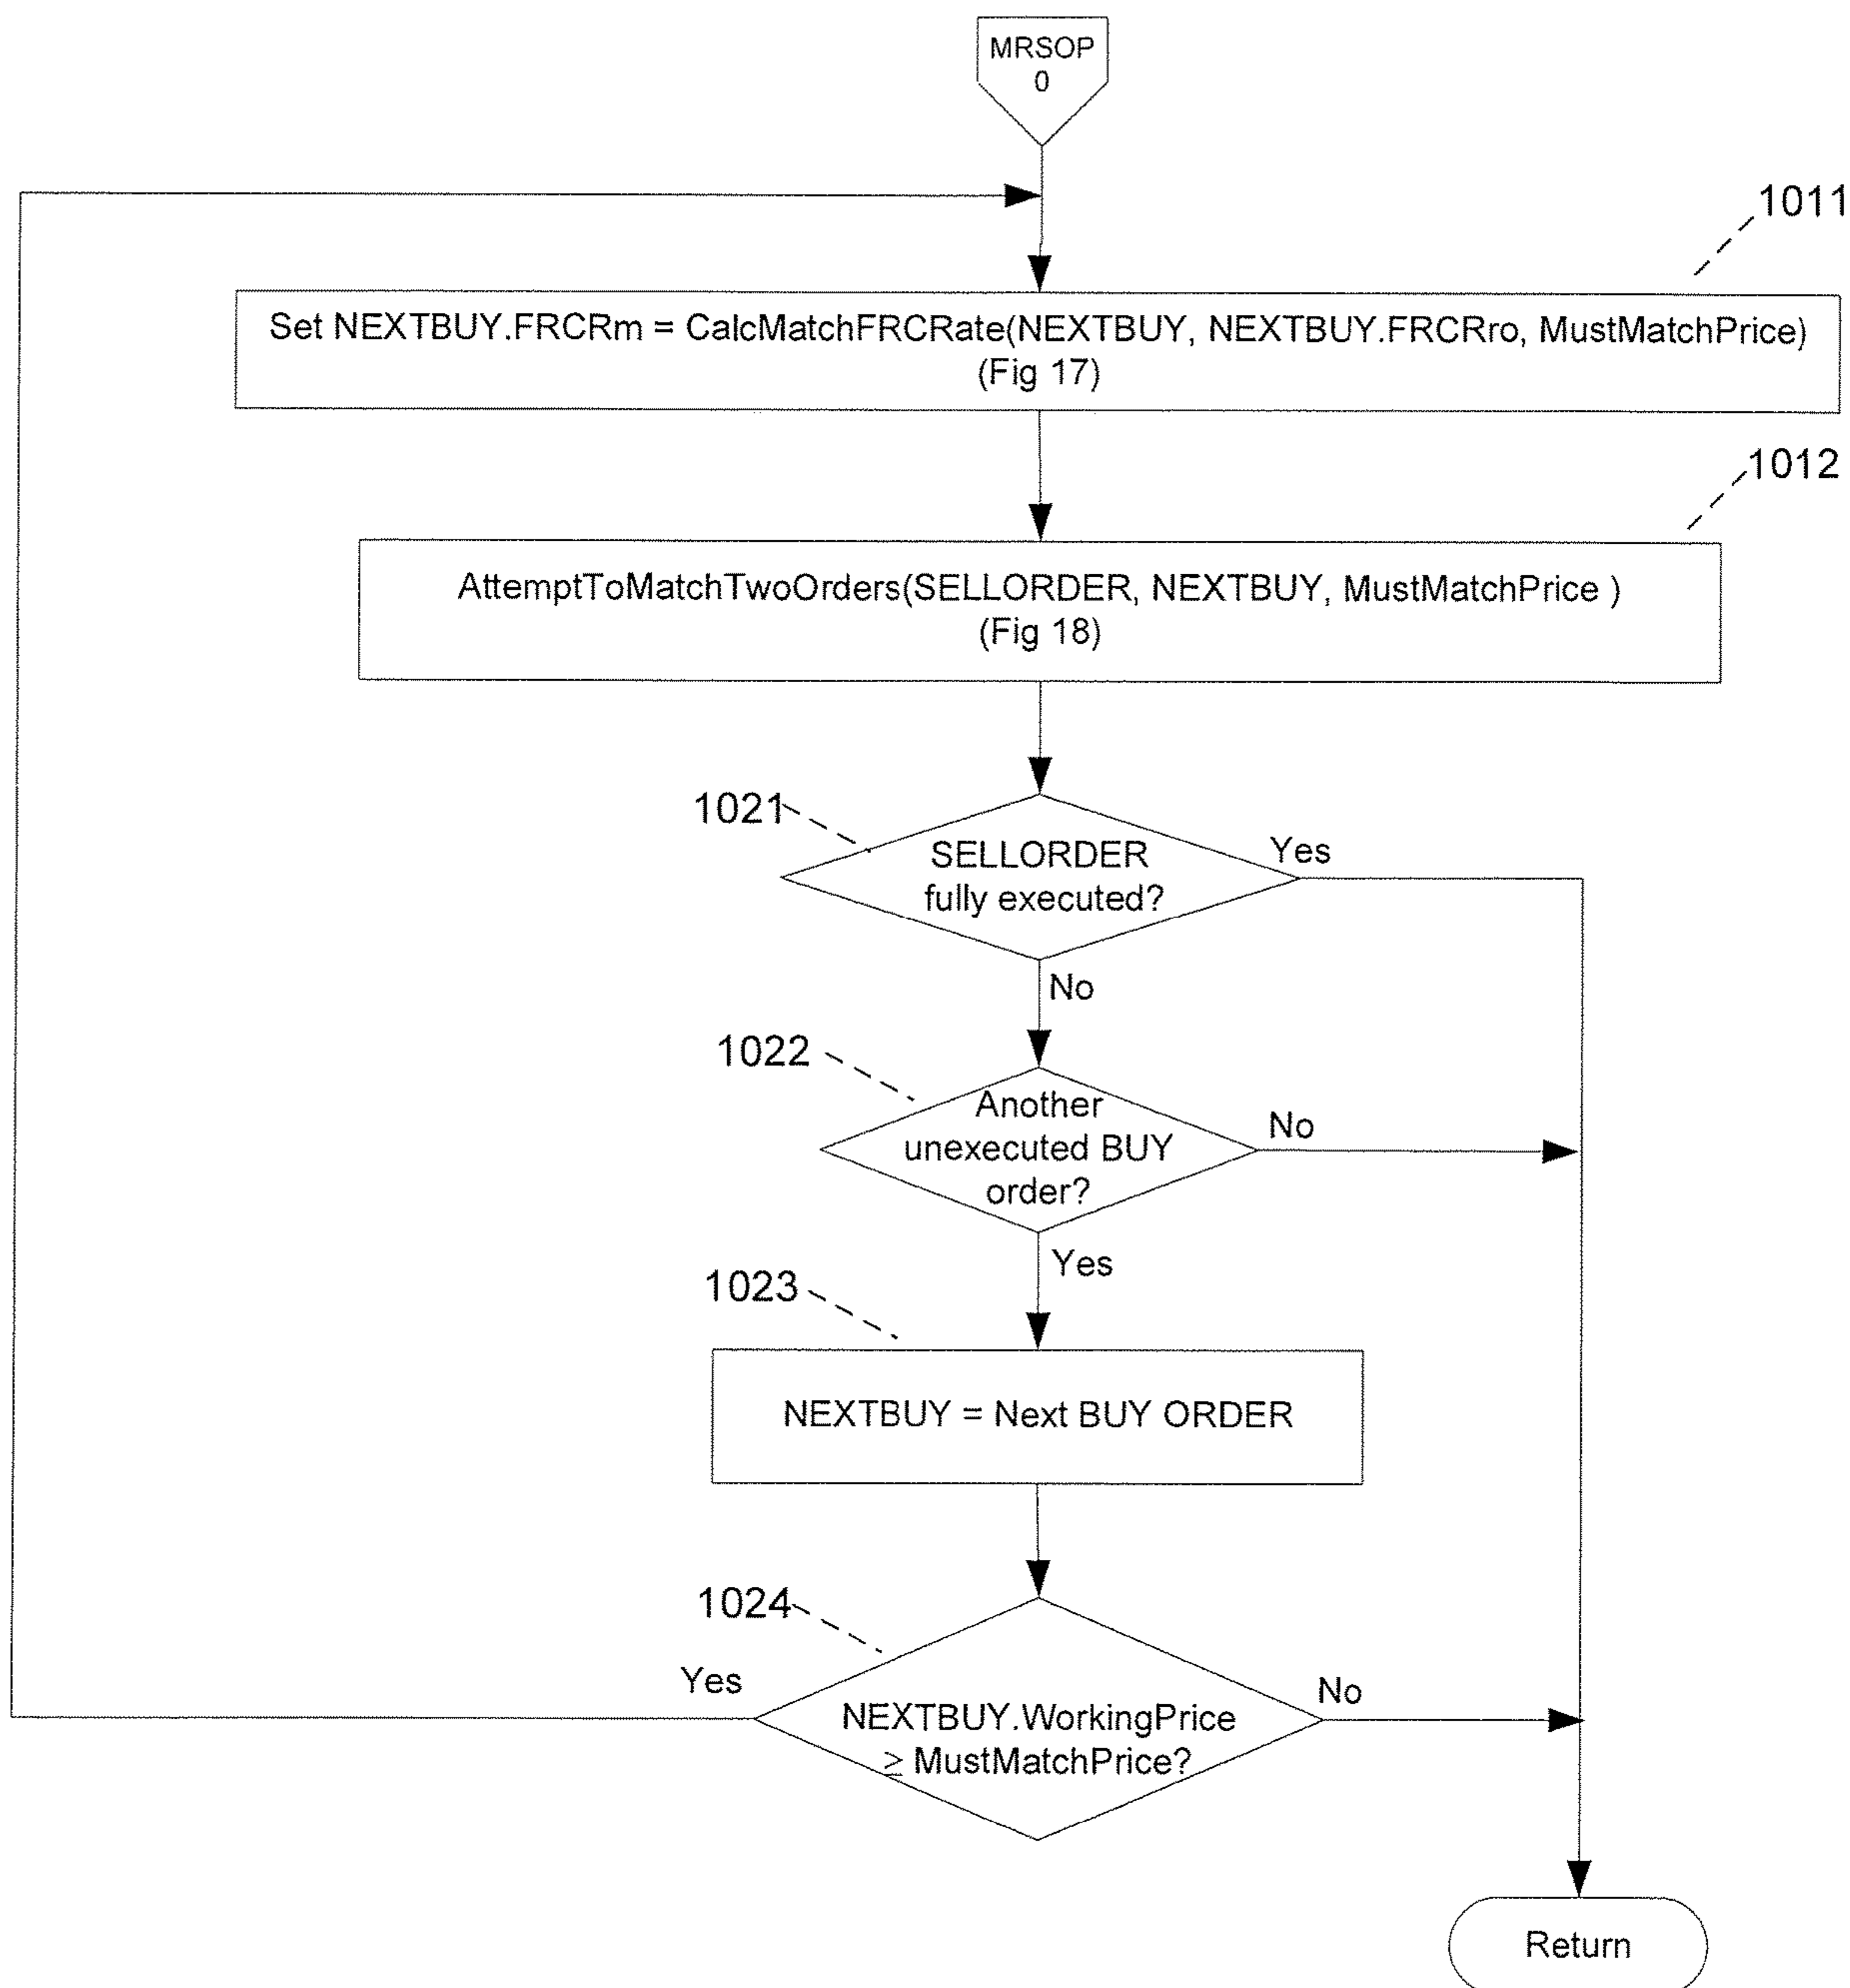 MRSOP
0
1011
Set NEXTBUY.FRCRm = CalcMatchFRCRate(NEXTBUY, NEXTBUY.FRCRro, MustMatchPrice)
(Fig 17)
1012
AttemptToMatchTwoOrders(SELLORDER, NEXTBUY, MustMatchPrice )
(Fig 18)
1021
SELLORDER
fully executed?
Yes
No
1022
Another
unexecuted BUY
order?
No
Yes
1023
NEXTBUY = Next BUY ORDER
1024
Yes
NEXTBUY.WorkingPrice
≥ MustMatchPrice?
No
Return